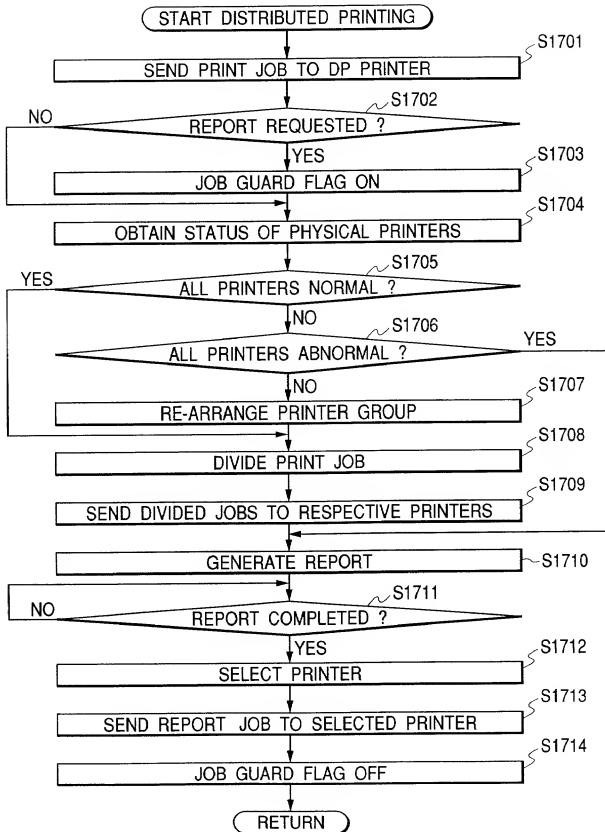 START DISTRIBUTED PRINTING
S1701
SEND PRINT JOB TO DP PRINTER
S1702
NO
REPORT REQUESTED ?
YES
S1703
JOB GUARD FLAG ON
S1704
OBTAIN STATUS OF PHYSICAL PRINTERS
S1705
YES
ALL PRINTERS NORMAL ?
NO
S1706
YES
ALL PRINTERS ABNORMAL ?
NO
S1707
RE-ARRANGE PRINTER GROUP
S1708
DIVIDE PRINT JOB
S1709
SEND DIVIDED JOBS TO RESPECTIVE PRINTERS
GENERATE REPORT
S1710
S1711
NO
REPORT COMPLETED ?
YES
S1712
SELECT PRINTER
S1713
SEND REPORT JOB TO SELECTED PRINTER
S1714
JOB GUARD FLAG OFF
RETURN